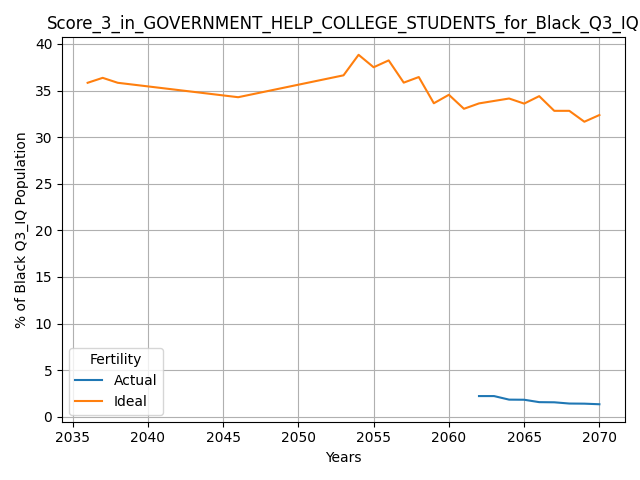 Score_3_in_GOVERNMENT_HELP_COLLEGE_STUDENTS_for_Black_Q3_IQ
% of Black Q3_IQ Population
40
35
30
25
20
15
10
5
0
Fertility
Actual
Ideal
2035 2040 2045 2050 2055 2060 2065 2070
Years